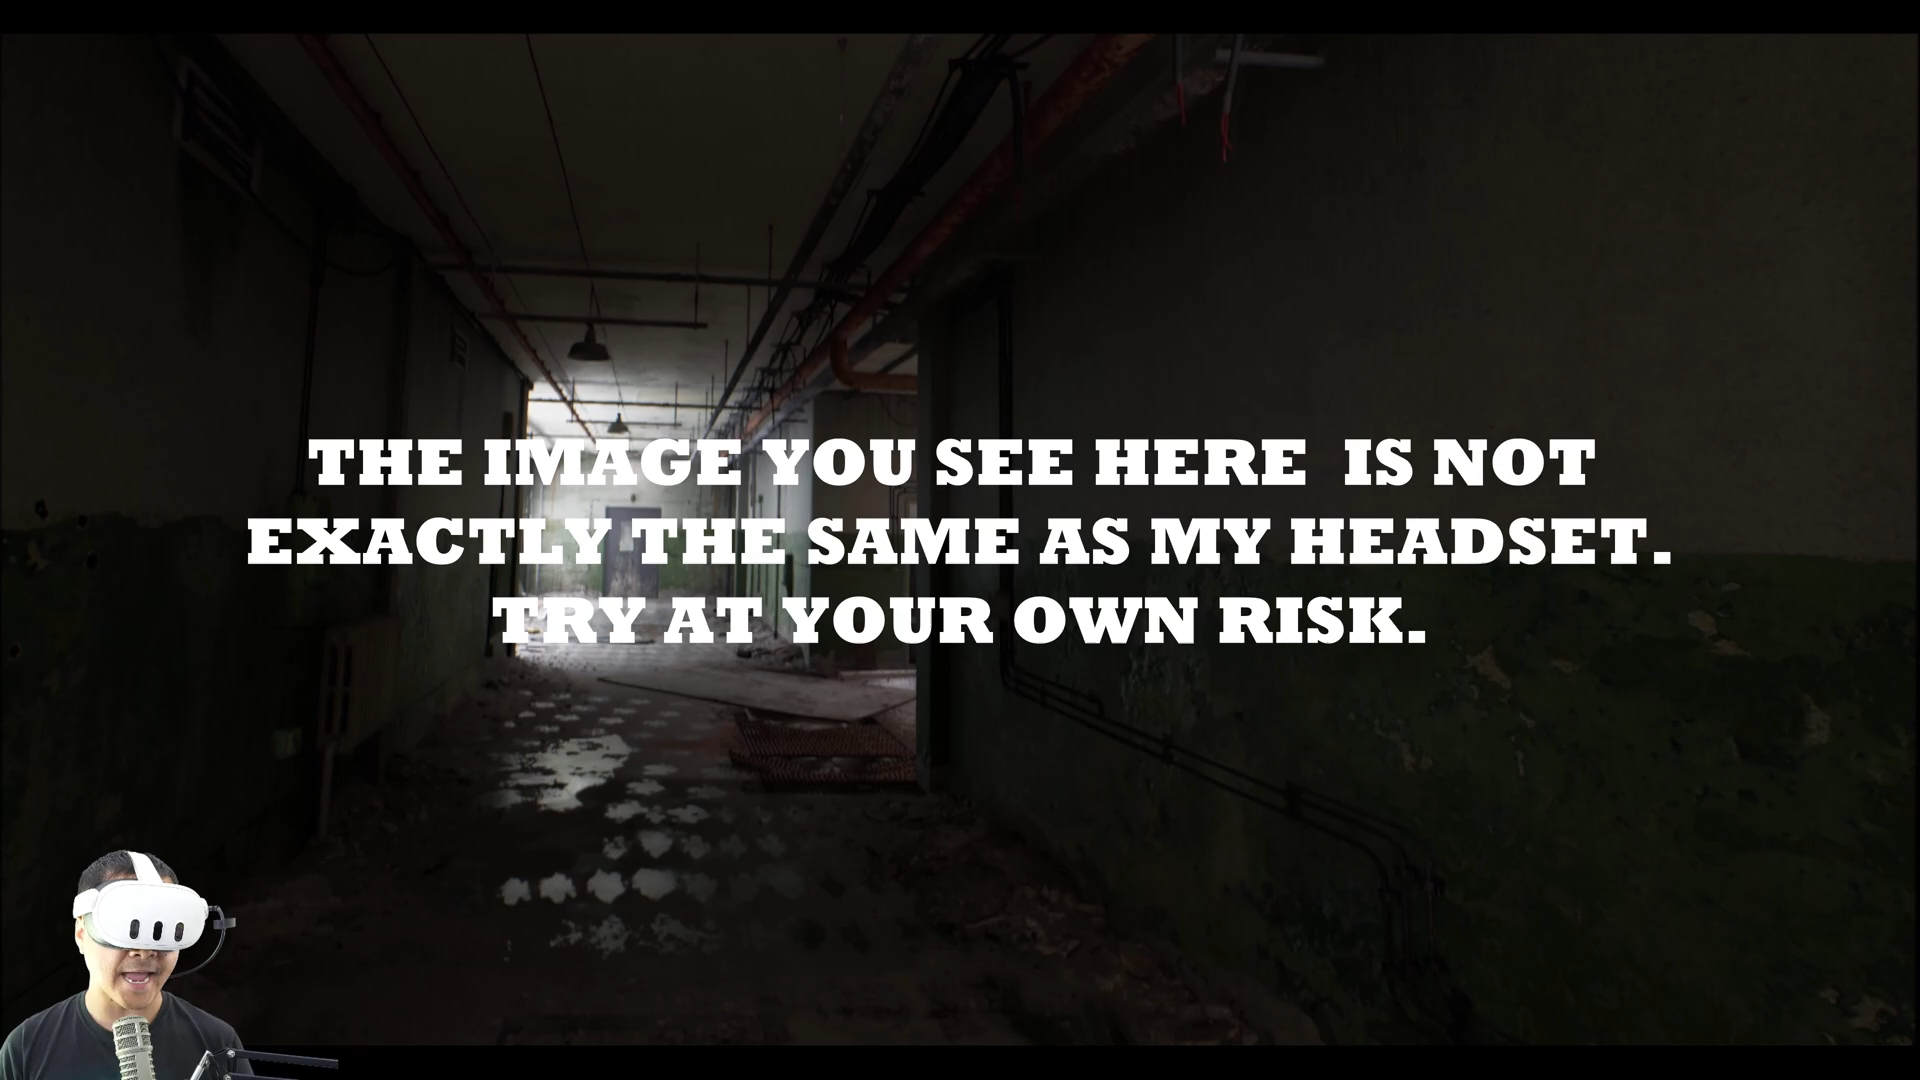 THE IMAGE YOU SEE HERE IS NOT
EXACTLY THE SAME AS MY HEADSET.
TRY AT YOUR OWN RISK.